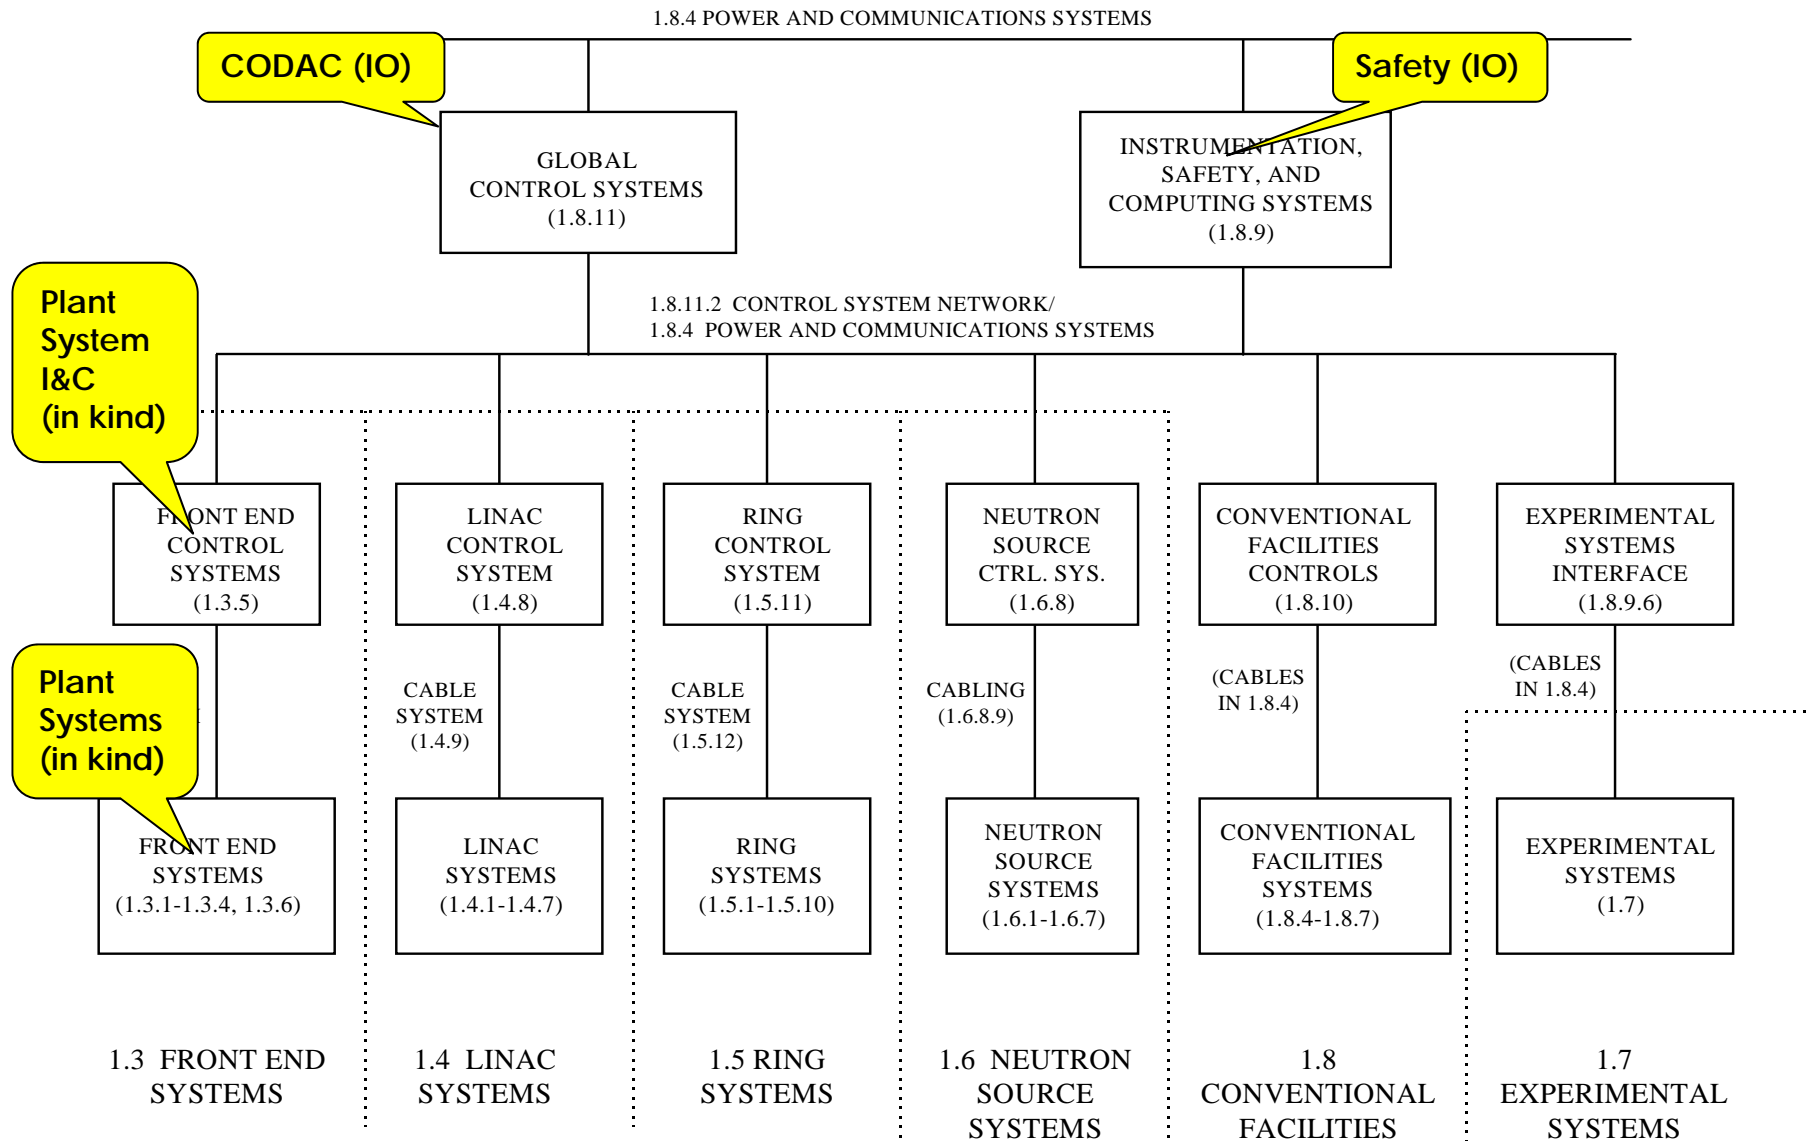 1.8.4 POWER AND COMMUNICATIONS SYSTEMS
CODAC (IO)
Safety (IO)
GLOBAL
CONTROL SYSTEMS
(1.8.11)
INSTRUMENTATION,
SAFETY, AND
COMPUTING SYSTEMS
(1.8.9)
Plant
System
I&C
(in kind)
1.8.11.2 CONTROL SYSTEM NETWORK/
1.8.4 POWER AND COMMUNICATIONS SYSTEMS
FRONT END
CONTROL
SYSTEMS
(1.3.5)
LINAC
CONTROL
SYSTEM
(1.4.8)
RING
CONTROL
SYSTEM
(1.5.11)
NEUTRON
SOURCE
CTRL. SYS.
(1.6.8)
CONVENTIONAL
FACILITIES
CONTROLS
(1.8.10)
EXPERIMENTAL
SYSTEMS
INTERFACE
(1.8.9.6)
Plant
Systems
(in kind)
CABLE
SYSTEM
(1.4.9)
CABLE
SYSTEM
(1.5.12)
CABLING
(1.6.8.9)
(CABLES
IN 1.8.4)
(CABLES
IN 1.8.4)
FRONT END
SYSTEMS
(1.3.1-1.3.4, 1.3.6)
LINAC
SYSTEMS
(1.4.1-1.4.7)
RING
SYSTEMS
(1.5.1-1.5.10)
NEUTRON
SOURCE
SYSTEMS
(1.6.1-1.6.7)
CONVENTIONAL
FACILITIES
SYSTEMS
(1.8.4-1.8.7)
EXPERIMENTAL
SYSTEMS
(1.7)
1.3 FRONT END
SYSTEMS
1.4 LINAC
SYSTEMS
1.5 RING
SYSTEMS
1.6 NEUTRON
SOURCE
SYSTEMS
1.8
CONVENTIONAL
FACILITIES
1.7
EXPERIMENTAL
SYSTEMS